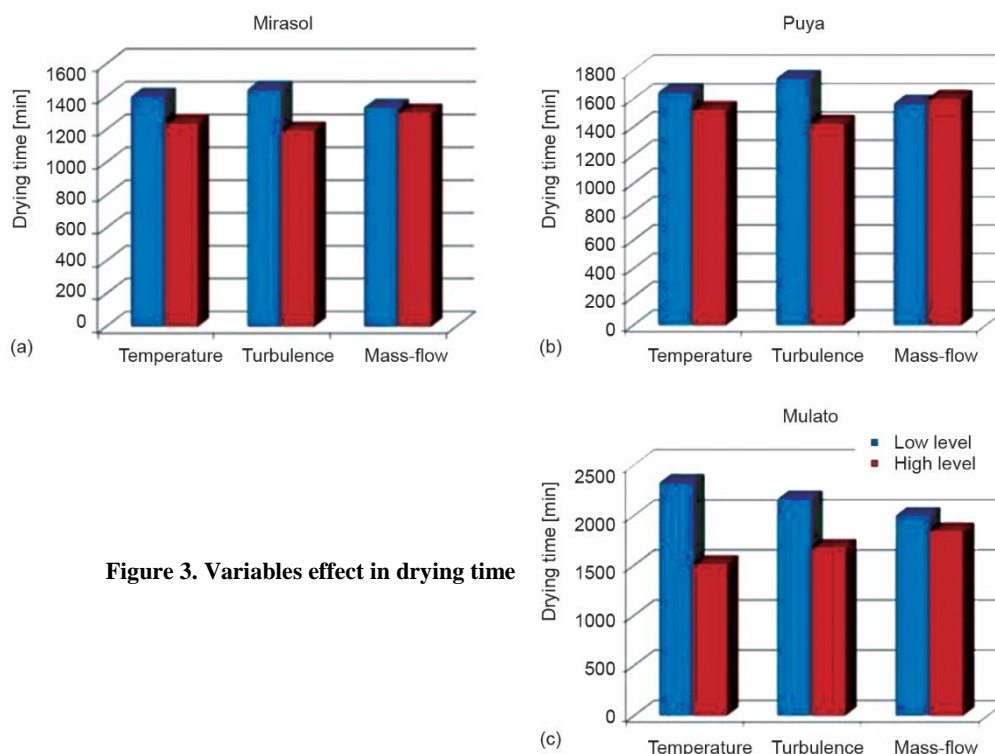 Mirasol
Drying time [min]
1600
1400
1200
1000
800
600
400
200
0
(a)
Temperature Turbulence Mass-flow
Puya
Drying time [min]
1800
1600
1400
1200
1000
800
600
400
200
0
(b)
Temperature Turbulence Mass-flow
Mulato
Low level
High level
Drying time [min]
2500
2000
1500
1000
500
0
(c)
Temperature Turbulence Mass-flow
Figure 3. Variables effect in drying time